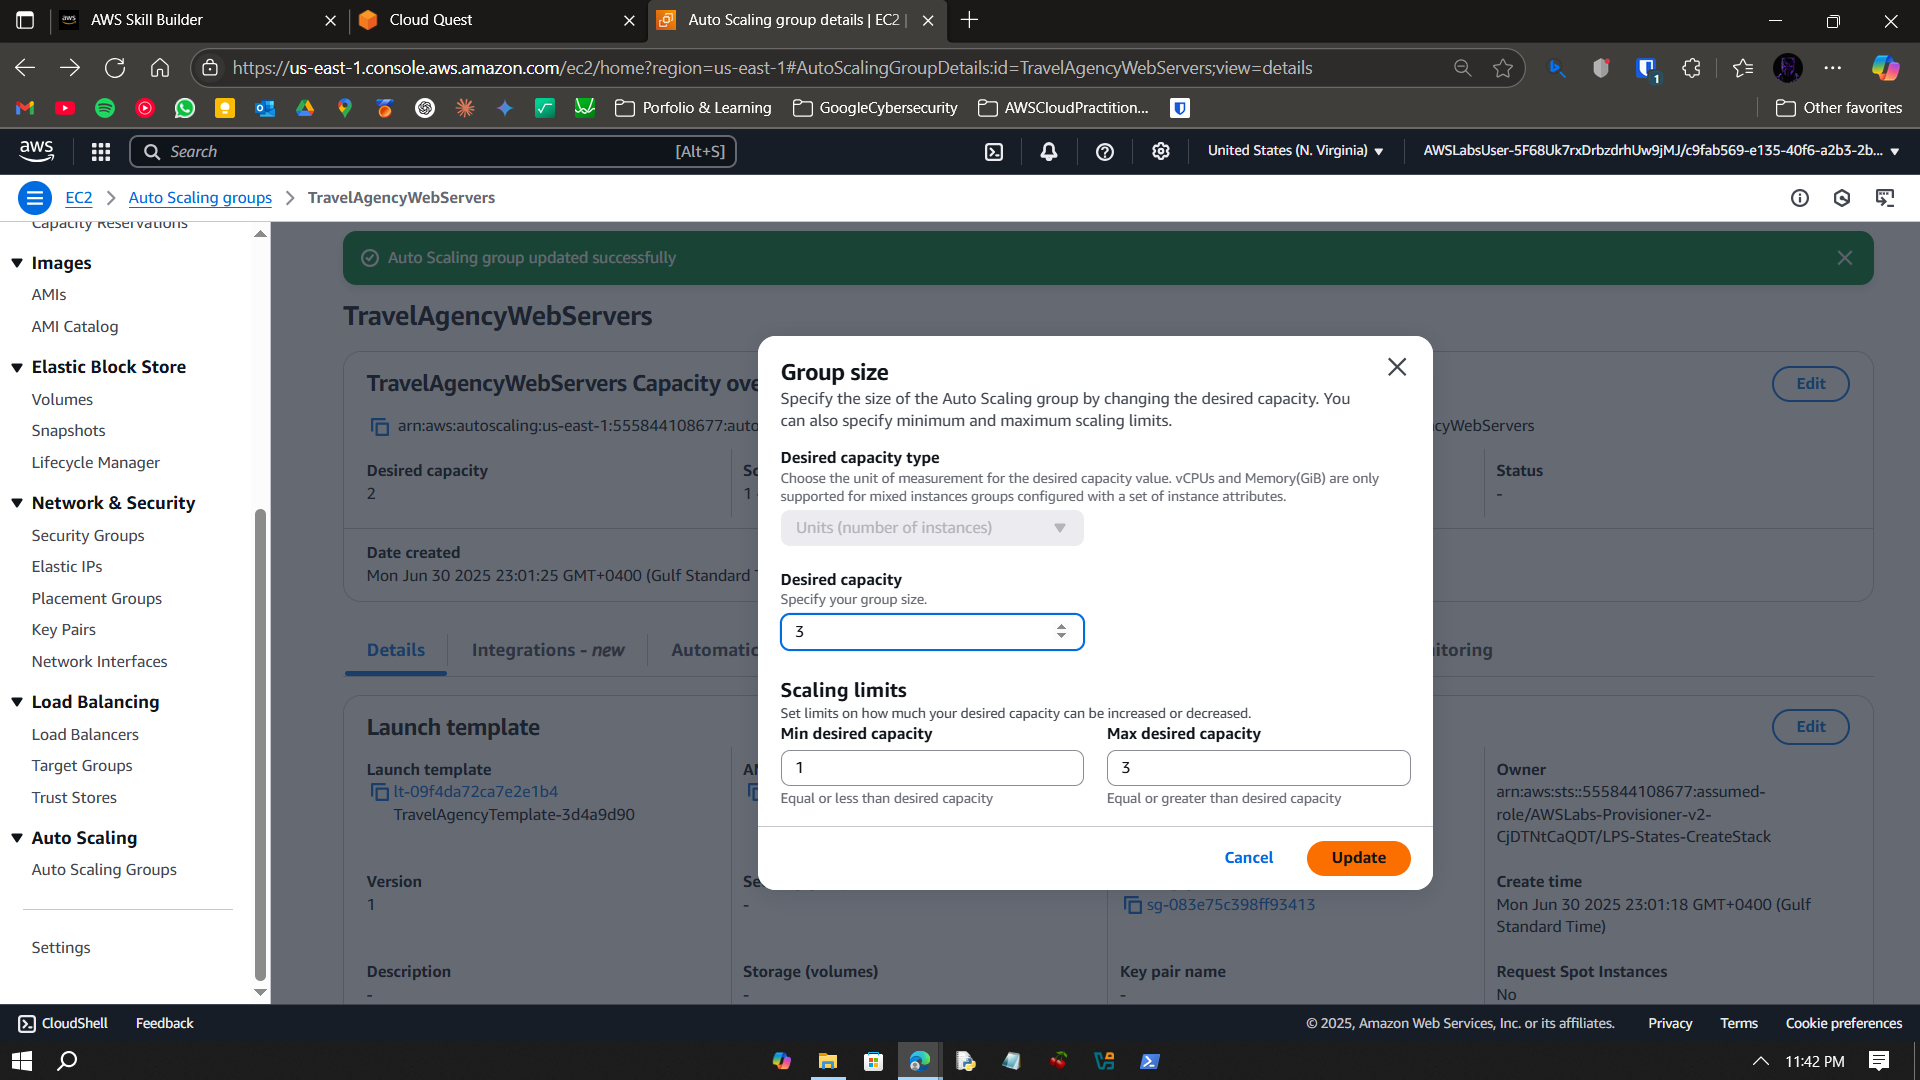 AWS Skill Builder
Cloud Quest
Auto Scaling group details | EC2 |
https://us-east-1.console.aws.amazon.com/ec2/home?region=us-east-1#AutoScalingGroupDetails:id=TravelAgencyWebServers;view=details
1
Porfolio & Learning
GoogleCybersecurity
AWSCloudPractition...
Other favorites
aws
Search
[Alt+S]
United States (N. Virginia)
AWSLabsUser-5F68Uk7rxDrbzdrhUw9jMJ/c9fab569-e135-40f6-a2b3-2b...
EC2
Auto Scaling groups
TravelAgencyWebServers
Capacity Reservations
Images
AMIs
AMI Catalog
Elastic Block Store
Volumes
Snapshots
Lifecycle Manager
Network & Security
Security Groups
Elastic IPs
Placement Groups
Key Pairs
Network Interfaces
Load Balancing
Load Balancers
Target Groups
Trust Stores
Auto Scaling
Auto Scaling Groups
Settings
Auto Scaling group updated successfully
TravelAgencyWebServers
TravelAgencyWebServers Capacity ove
Edit
arn:aws:autoscaling:us-east-1:555844108677:auto
cyWebServers
Desired capacity
2
Sc
1
Status
-
Date created
Mon Jun 30 2025 23:01:25 GMT+0400 (Gulf Standard T
Details
Integrations - new
Automatic
itoring
Launch template
Edit
Launch template
lt-09f4da72ca7e2e1b4
TravelAgencyTemplate-3d4a9d90
Owner
arn:aws:sts::555844108677:assumed-
role/AWSLabs-Provisioner-v2-
CjDTNtCaQDT/LPS-States-CreateStack
Version
1
Se
-
sg-083e75c398ff93413
Create time
Mon Jun 30 2025 23:01:18 GMT+0400 (Gulf
Standard Time)
Description
-
Storage (volumes)
-
Key pair name
-
Request Spot Instances
No
Group size
Specify the size of the Auto Scaling group by changing the desired capacity. You
can also specify minimum and maximum scaling limits.
Desired capacity type
Choose the unit of measurement for the desired capacity value. vCPUs and Memory(GiB) are only
supported for mixed instances groups configured with a set of instance attributes.
Units (number of instances)
Desired capacity
Specify your group size.
3
Scaling limits
Set limits on how much your desired capacity can be increased or decreased.
Min desired capacity
Max desired capacity
1
3
Equal or less than desired capacity
Equal or greater than desired capacity
Cancel
Update
CloudShell
Feedback
© 2025, Amazon Web Services, Inc. or its affiliates.
Privacy
Terms
Cookie preferences
11:42 PM